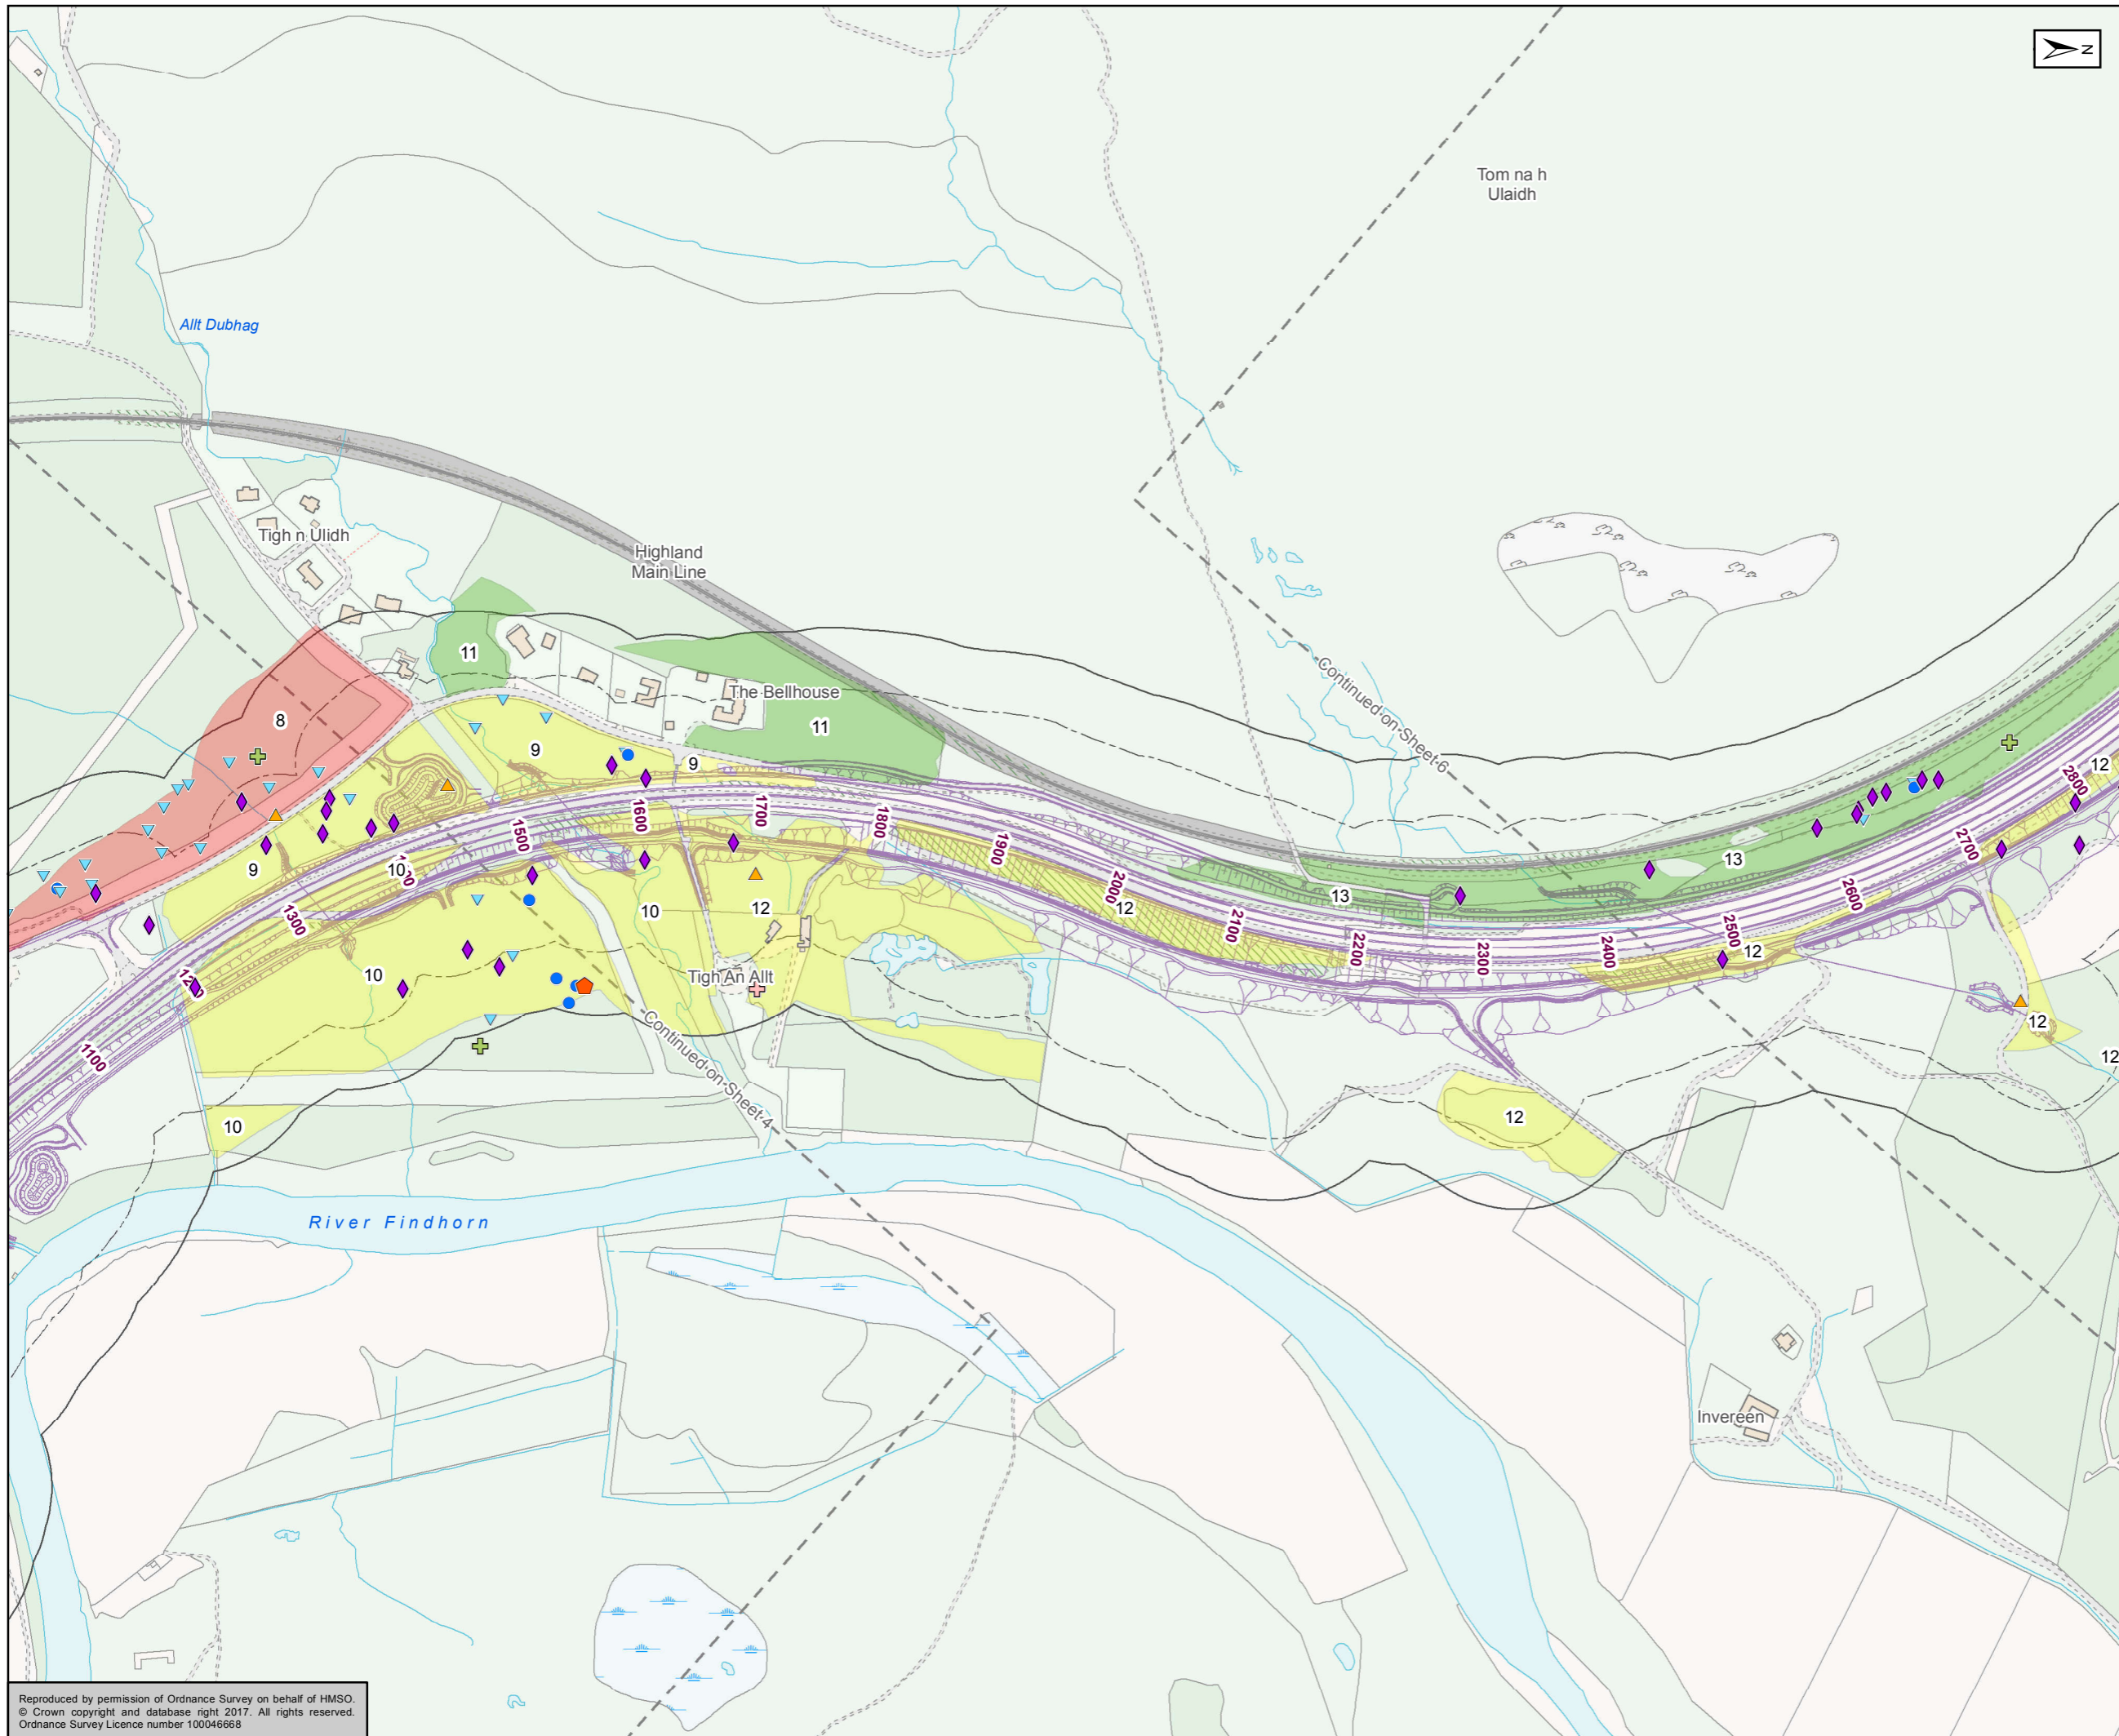 N
Tom na h
Ulaidh
Allt Dubhag
Tigh n Ulidh
Highland
Main Line
11
8
The Bellhouse
11
Continued on Sheet 6
9
9
12
2800
1600
1700
1800
1500
1900
2700
9
10
13
13
10
12
12
2000
2600
1300
2100
2200
2300
2400
2500
12
10
Tigh An Allt
12
1100
Continued on Sheet 4
12
12
10
River Findhorn
Invereen
Reproduced by permission of Ordnance Survey on behalf of HMSO.
© Crown copyright and database right 2017. All rights reserved.
Ordnance Survey Licence number 100046668